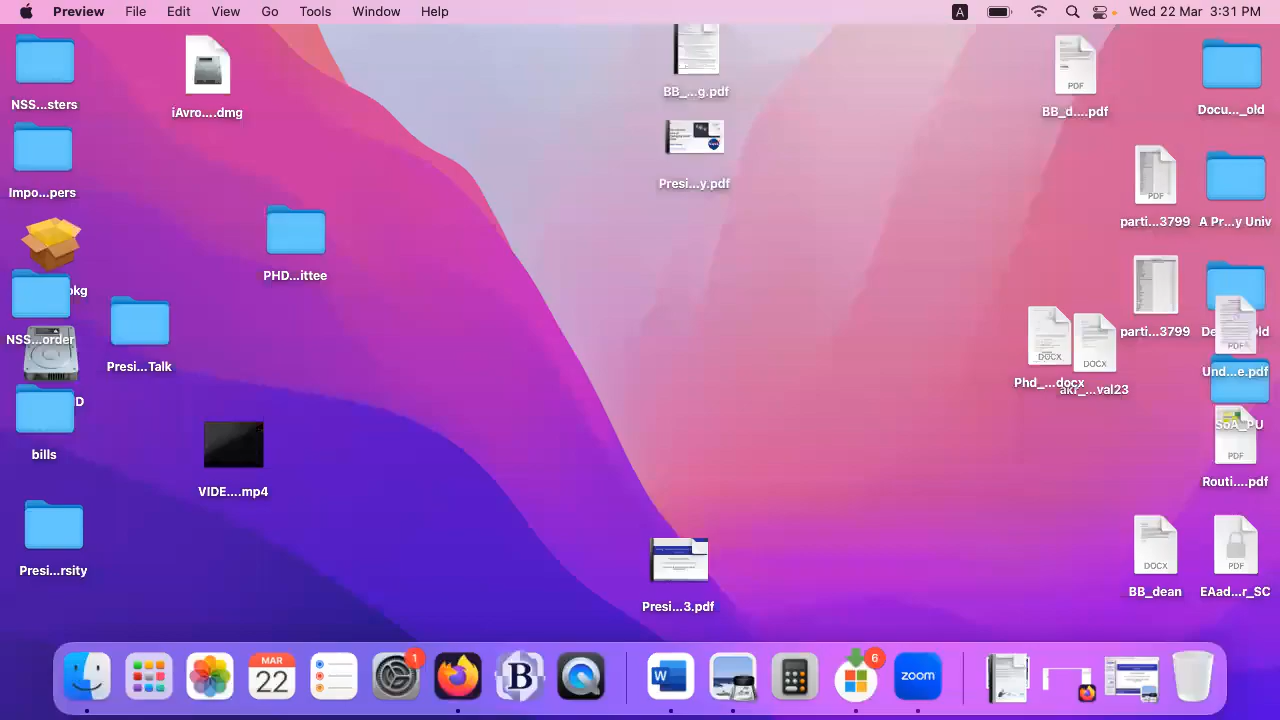 Preview File Edit View Go Tools Window Help A Wed 22 Mar 3:31 PM
NSS...sters
iAvro....dmg
BB_...g.pdf
PDF
BB_d....pdf
Docu..._old
Impo...pers
Presi...y.pdf
PDF
parti...3799
A Pr...y Univ
PHD...ittee
okg
NSS...order
Presi...Talk
DOCX
Phd_...docx
DOCX
akr_...val23
parti...3799
PDF
Und...e.pdf
D
bills
VIDE....mp4
SoA_PU
PDF
Routi....pdf
Presi...rsity
Presi...3.pdf
DOCX
BB_dean
PDF
EAad...r_SC
MAR
22
1
B
W
6
zoom